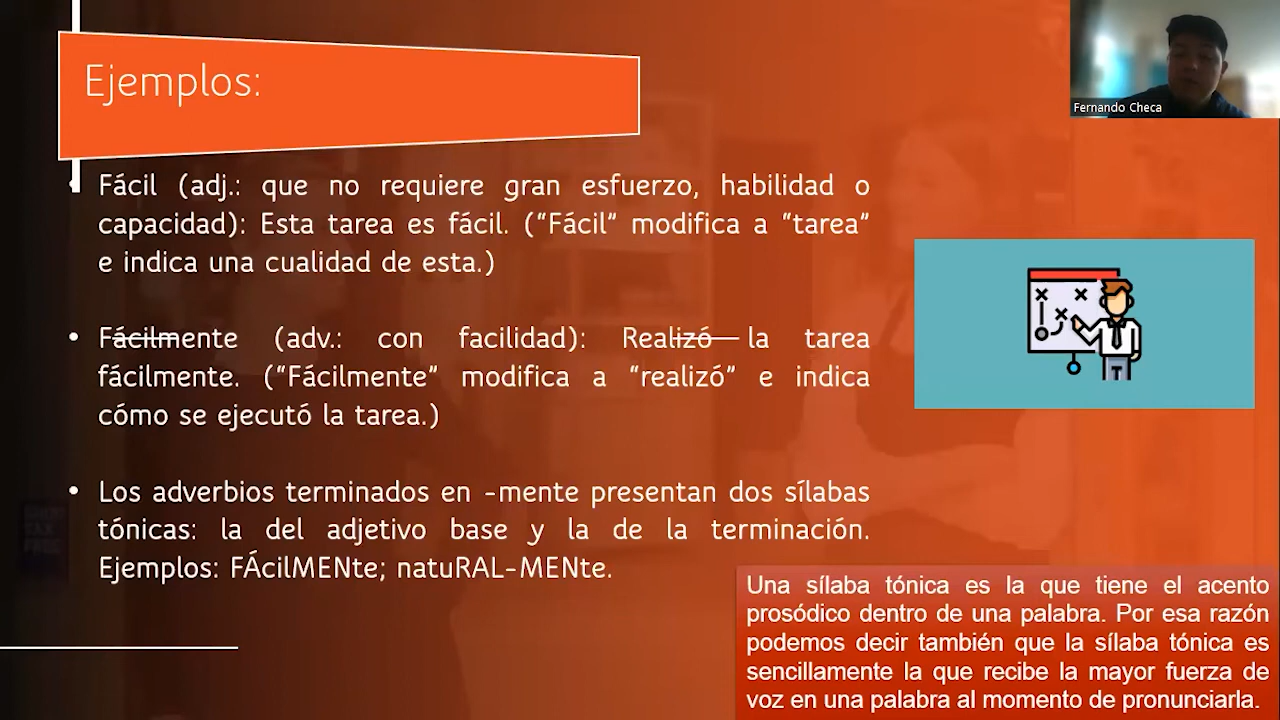 Ejemplos:
Fernando Checa
• Fácil (adj.: que no requiere gran esfuerzo, habilidad o
capacidad): Esta tarea es fácil. (“Fácil” modifica a “tarea”
e indica una cualidad de esta.)
• Fácilmente (adv.: con facilidad): Realizó la tarea
fácilmente. (“Fácilmente” modifica a “realizó” e indica
cómo se ejecutó la tarea.)
• Los adverbios terminados en -mente presentan dos sílabas
tónicas: la del adjetivo base y la de la terminación.
Ejemplos: FÁcilMENte; natuRAL-MENte.
Una sílaba tónica es la que tiene el acento
prosódico dentro de una palabra. Por esa razón
podemos decir también que la sílaba tónica es
sencillamente la que recibe la mayor fuerza de
voz en una palabra al momento de pronunciarla.